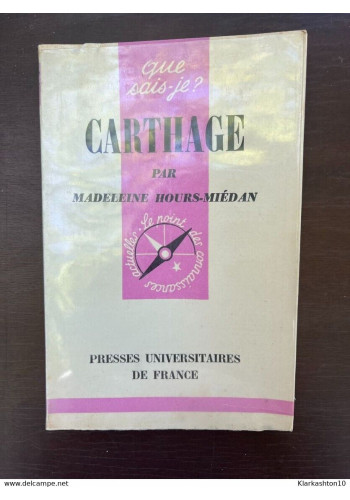 que
sais-je?
CARTHAGE
PAR
MADELEINE HOURS-MIÉDAN
Le point des connaissances actuelles
PRESSES UNIVERSITAIRES
DE FRANCE
www.delcampe.net
Klarkashton10